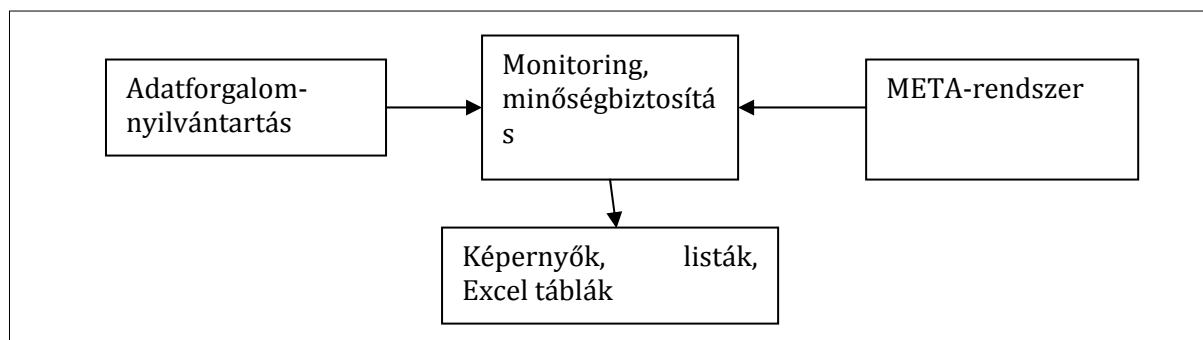 Adatforgalom-
nyilvántartás
Monitoring,
minőségbiztosítá
s
META-rendszer
Képernyők, listák,
Excel táblák